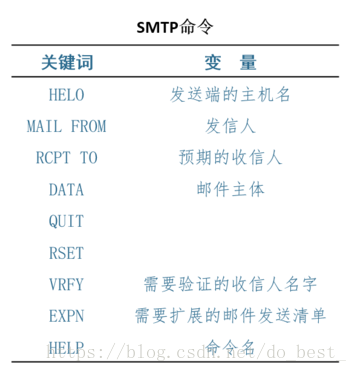 SMTP命令
关键词 变 量
HELO 发送端的主机名
MAIL FROM 发信人
RCPT TO 预期的收信人
DATA 邮件主体
QUIT
RSET
VRFY 需要验证的收信人名字
EXPN 需要扩展的邮件发送清单
HELP 命令名
https://blog.csdn.net/do_best_